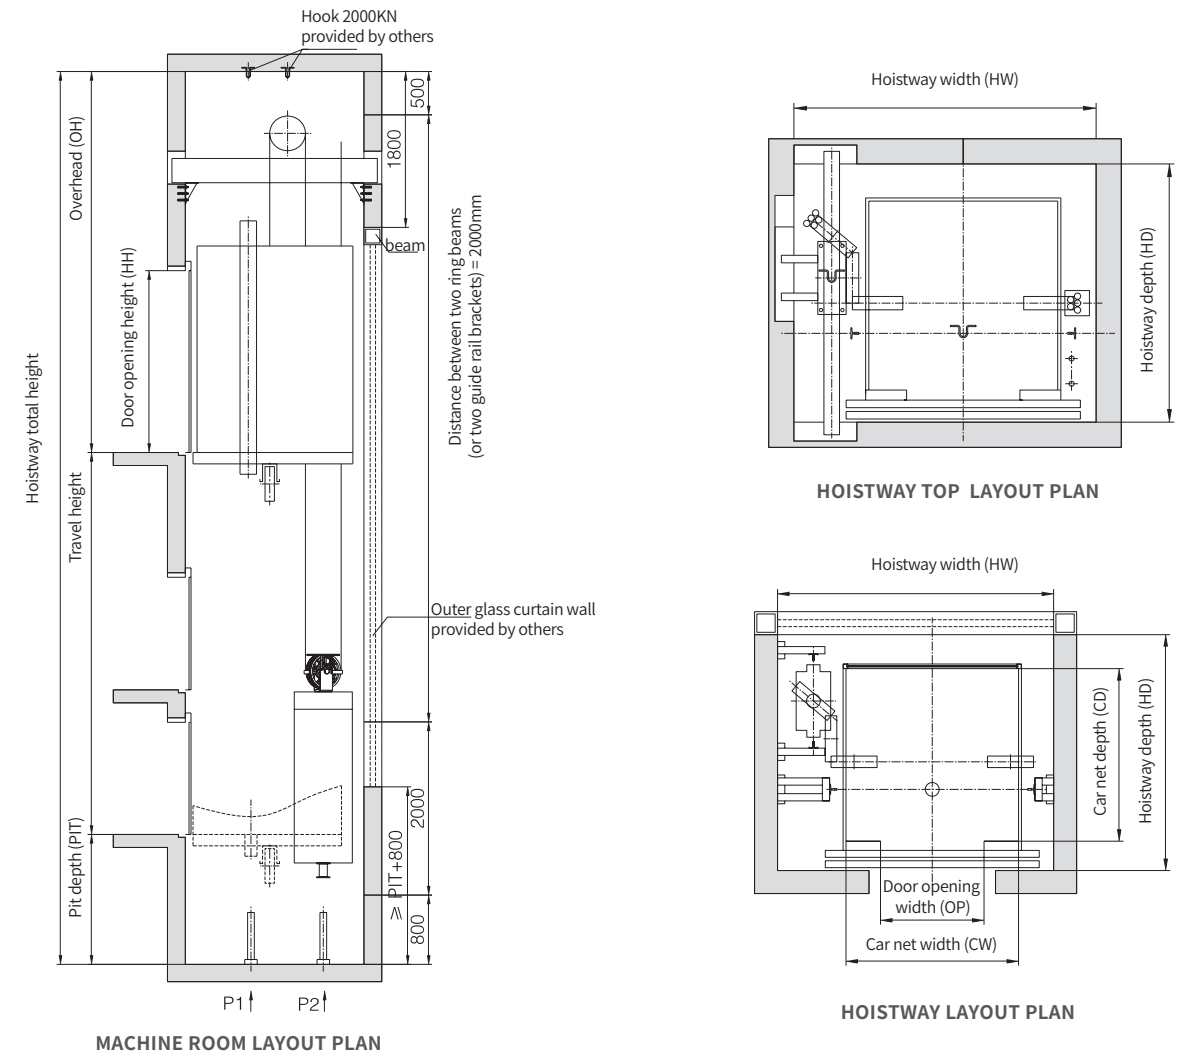 Hook 2000KN
provided by others
500
1800
Overhead (OH)
Door opening height (HH)
beam
Distance between two ring beams
(or two guide rail brackets) = 2000mm
Hoistway total height
Travel height
Outer glass curtain wall
provided by others
Pit depth (PIT)
2000
≥ PIT+800
800
P1
P2
MACHINE ROOM LAYOUT PLAN
Hoistway width (HW)
Hoistway depth (HD)
HOISTWAY TOP LAYOUT PLAN
Hoistway width (HW)
Car net depth (CD)
Hoistway depth (HD)
Door opening
width (OP)
Car net width (CW)
HOISTWAY LAYOUT PLAN